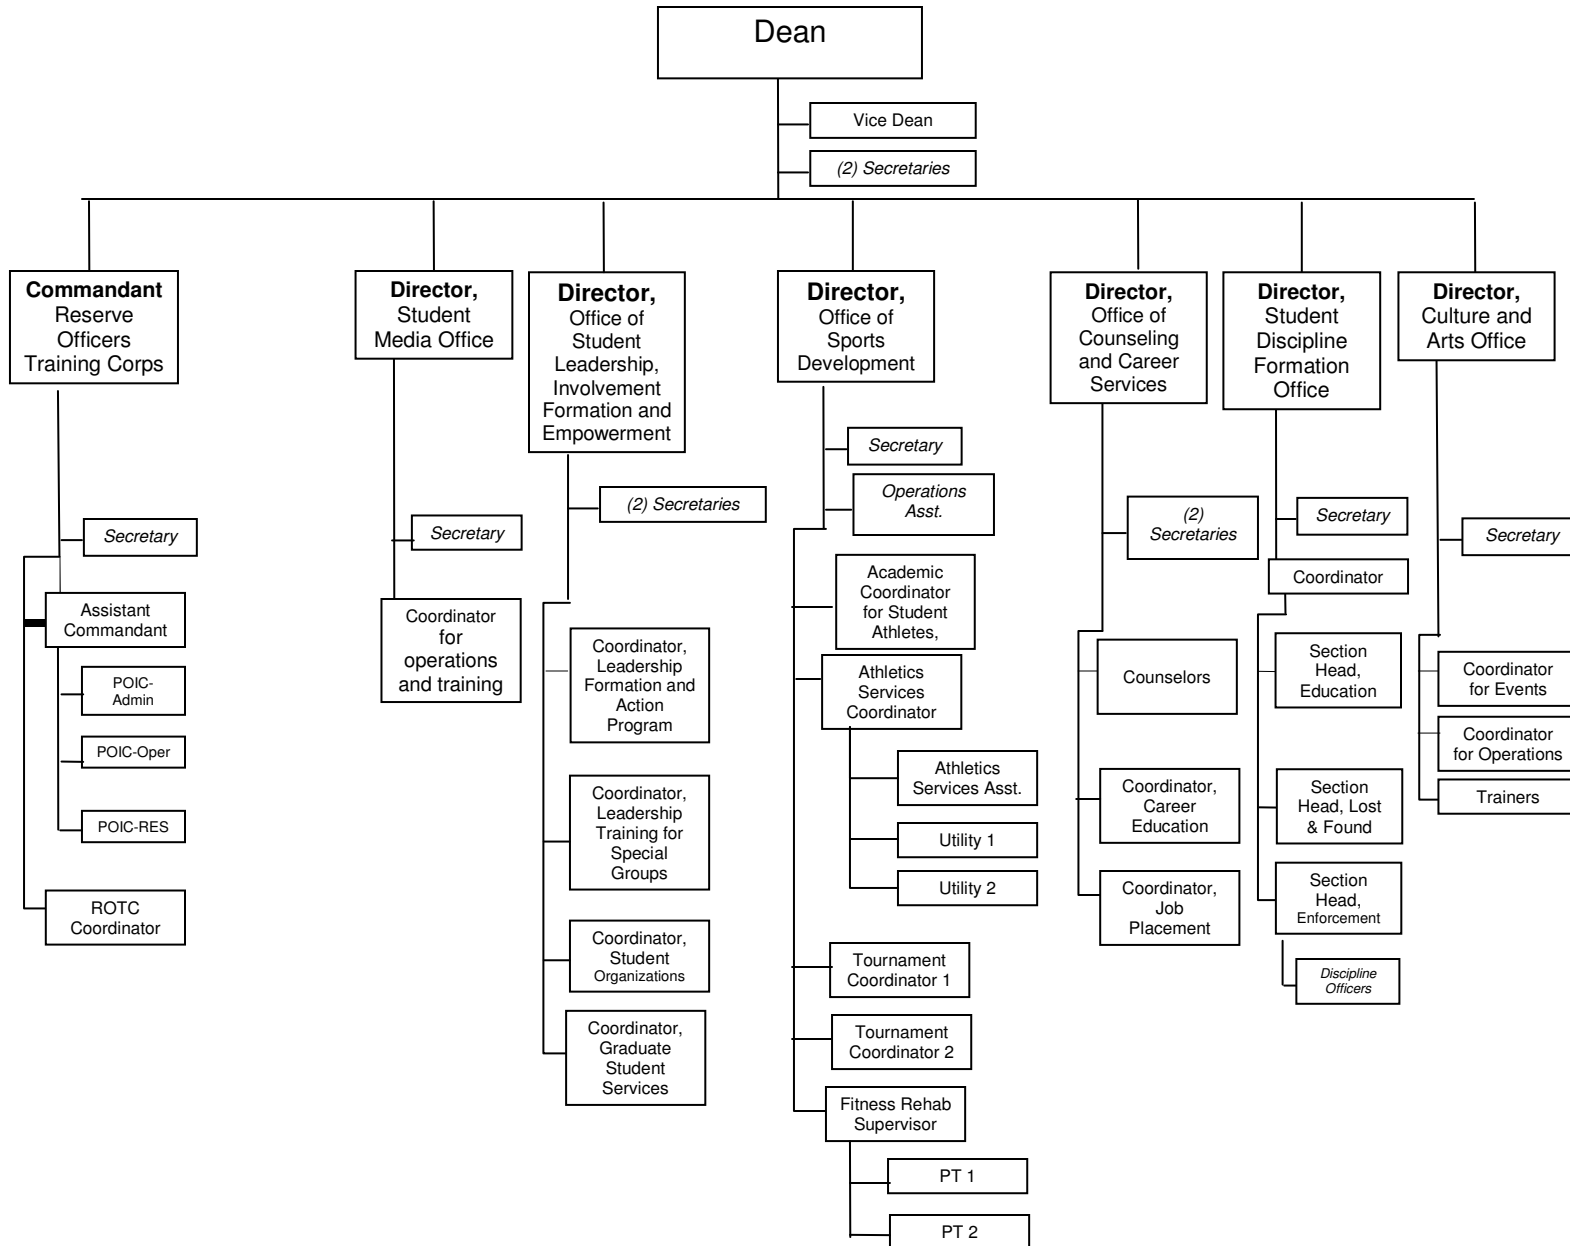 Dean
Vice Dean
(2) Secretaries
Commandant
Reserve
Officers
Training Corps
Secretary
Assistant
Commandant
POIC-
Admin
POIC-Oper
POIC-RES
ROTC
Coordinator
Director,
Student
Media Office
Secretary
Coordinator
for
operations
and training
Director,
Office of
Student
Leadership,
Involvement
Formation and
Empowerment
(2) Secretaries
Coordinator,
Leadership
Formation and
Action
Program
Coordinator,
Leadership
Training for
Special
Groups
Coordinator,
Student
Organizations
Coordinator,
Graduate
Student
Services
Director,
Office of
Sports
Development
Secretary
Operations
Asst.
Academic
Coordinator
for Student
Athletes,
Athletics
Services
Coordinator
Athletics
Services Asst.
Utility 1
Utility 2
Tournament
Coordinator 1
Tournament
Coordinator 2
Fitness Rehab
Supervisor
PT 1
PT 2
Director,
Office of
Counseling
and Career
Services
(2)
Secretaries
Counselors
Coordinator,
Career
Education
Coordinator,
Job
Placement
Director,
Student
Discipline
Formation
Office
Secretary
Coordinator
Section
Head,
Education
Section
Head, Lost
& Found
Section
Head,
Enforcement
Discipline
Officers
Director,
Culture and
Arts Office
Secretary
Coordinator
for Events
Coordinator
for Operations
Trainers